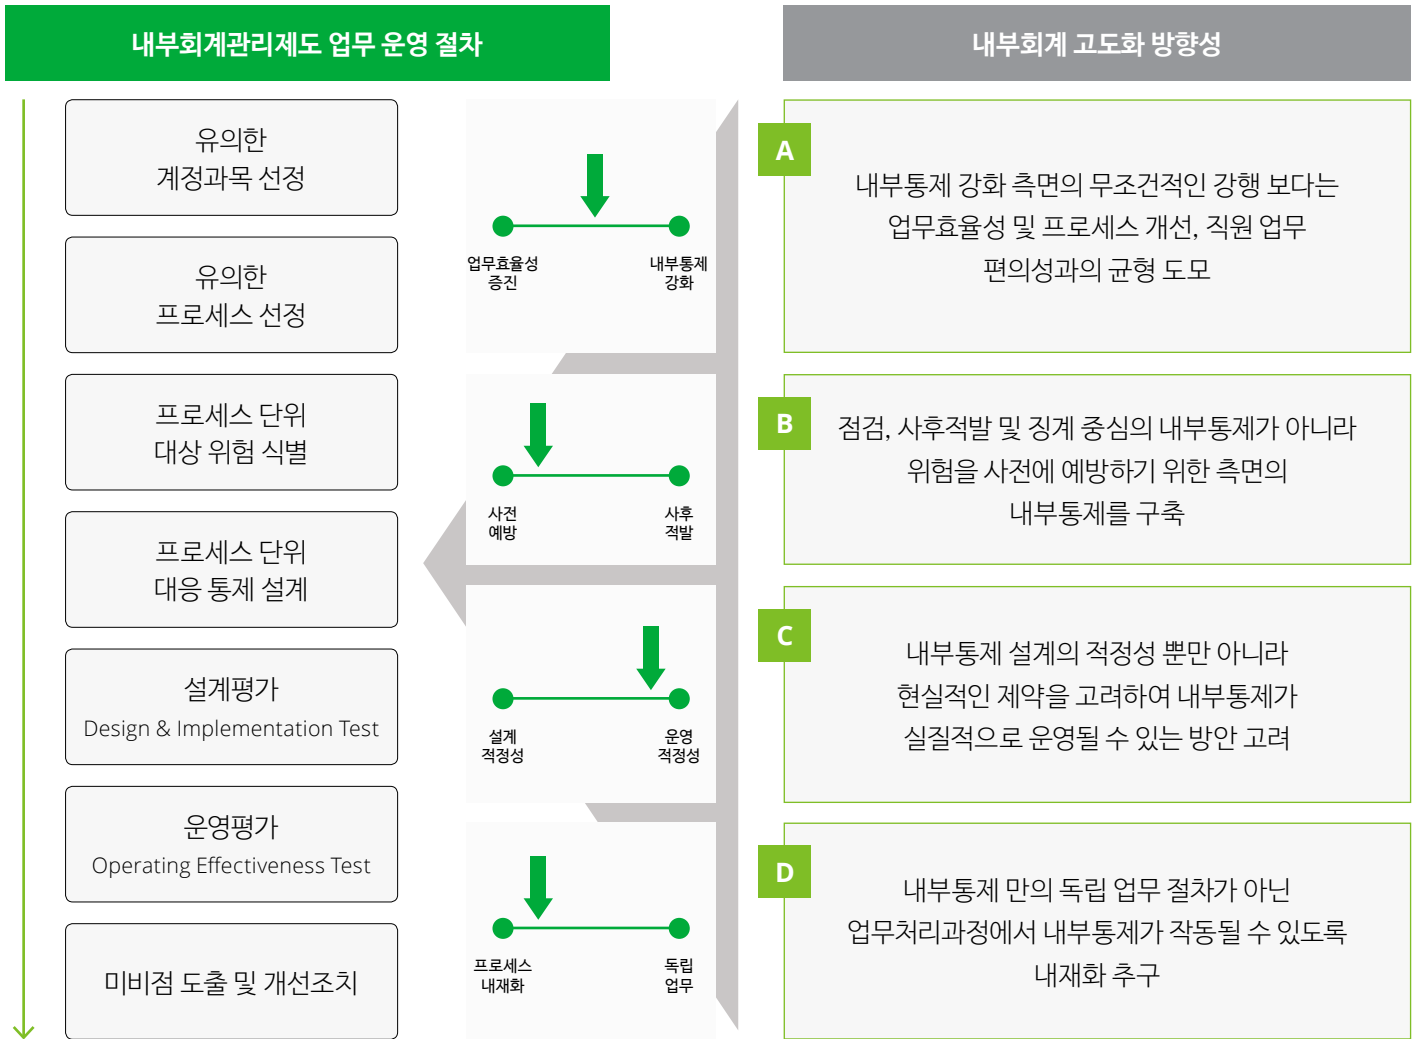 내부회계관리제도 업무 운영 절차
유의한
계정과목 선정
유의한
프로세스 선정
프로세스 단위
대상 위험 식별
프로세스 단위
대응 통제 설계
설계평가
Design & Implementation Test
운영평가
Operating Effectiveness Test
미비점 도출 및 개선조치
업무효율성
증진
내부통제
강화
사전
예방
사후
적발
설계
적정성
운영
적정성
프로세스
내재화
독립
업무
내부회계 고도화 방향성
A
내부통제 강화 측면의 무조건적인 강행 보다는
업무효율성 및 프로세스 개선, 직원 업무
편의성과의 균형 도모
B
점검, 사후적발 및 징계 중심의 내부통제가 아니라
위험을 사전에 예방하기 위한 측면의
내부통제를 구축
C
내부통제 설계의 적정성 뿐만 아니라
현실적인 제약을 고려하여 내부통제가
실질적으로 운영될 수 있는 방안 고려
D
내부통제 만의 독립 업무 절차가 아닌
업무처리과정에서 내부통제가 작동될 수 있도록
내재화 추구